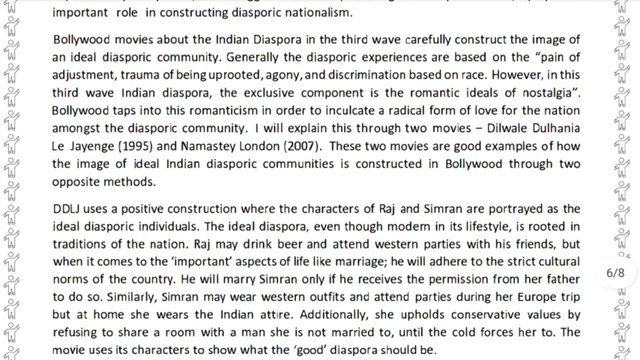 important role in constructing diasporic nationalism.
Bollywood movies about the Indian Diaspora in the third wave carefully construct the image of
an ideal diasporic community. Generally the diasporic experiences are based on the “pain of
adjustment, trauma of being uprooted, agony, and discrimination based on race. However, in this
third wave Indian diaspora, the exclusive component is the romantic ideals of nostalgia”.
Bollywood taps into this romanticism in order to inculcate a radical form of love for the nation
amongst the diasporic community. I will explain this through two movies – Dilwale Dulhania
Le Jayenge (1995) and Namastey London (2007). These two movies are good examples of how
the image of ideal Indian diasporic communities is constructed in Bollywood through two
opposite methods.
DDLJ uses a positive construction where the characters of Raj and Simran are portrayed as the
ideal diasporic individuals. The ideal diaspora, even though modern in its lifestyle, is rooted in
traditions of the nation. Raj may drink beer and attend western parties with his friends, but
when it comes to the ‘important’ aspects of life like marriage; he will adhere to the strict cultural
norms of the country. He will marry Simran only if he receives the permission from her father
to do so. Similarly, Simran may wear western outfits and attend parties during her Europe trip
but at home she wears the Indian attire. Additionally, she upholds conservative values by
refusing to share a room with a man she is not married to, until the cold forces her to. The
movie uses its characters to show what the ‘good’ diaspora should be.
6/8